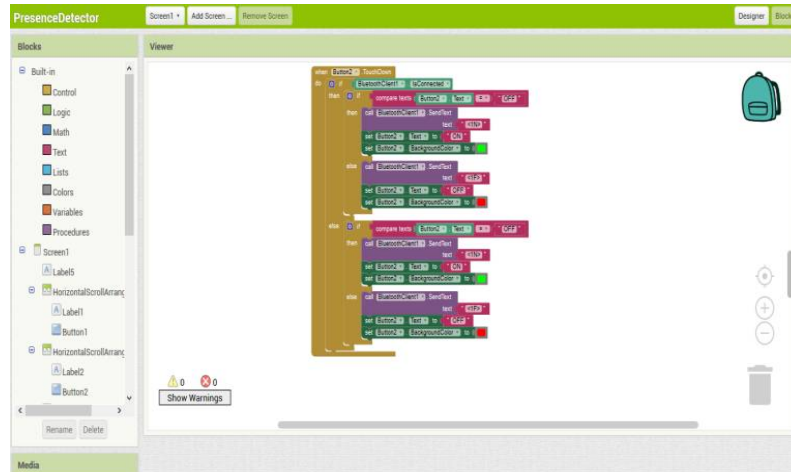 PresenceDetector
Screen1
Add Screen ...
Remove Screen
Designer
Block
Blocks
Viewer
Built-in
Control
Logic
Math
Text
Lists
Colors
Variables
Procedures
Screen1
Label5
HorizontalScrollArrang
Label1
Button1
HorizontalScrollArrang
Label2
Button2
Rename Delete
Media
when Button2 .TouchDown
do if BluetoothClient1 . IsConnected
then if compare texts Button2 . Text = " OFF "
then call BluetoothClient1 .SendText
text
set Button2 . Text to " ON "
set Button2 . BackgroundColor to
else call BluetoothClient1 .SendText
text
set Button2 . Text to " OFF "
set Button2 . BackgroundColor to
else if compare texts Button2 . Text = " OFF "
then call BluetoothClient1 .SendText
text
set Button2 . Text to " ON "
set Button2 . BackgroundColor to
else call BluetoothClient1 .SendText
text
set Button2 . Text to " OFF "
set Button2 . BackgroundColor to
0 0
Show Warnings